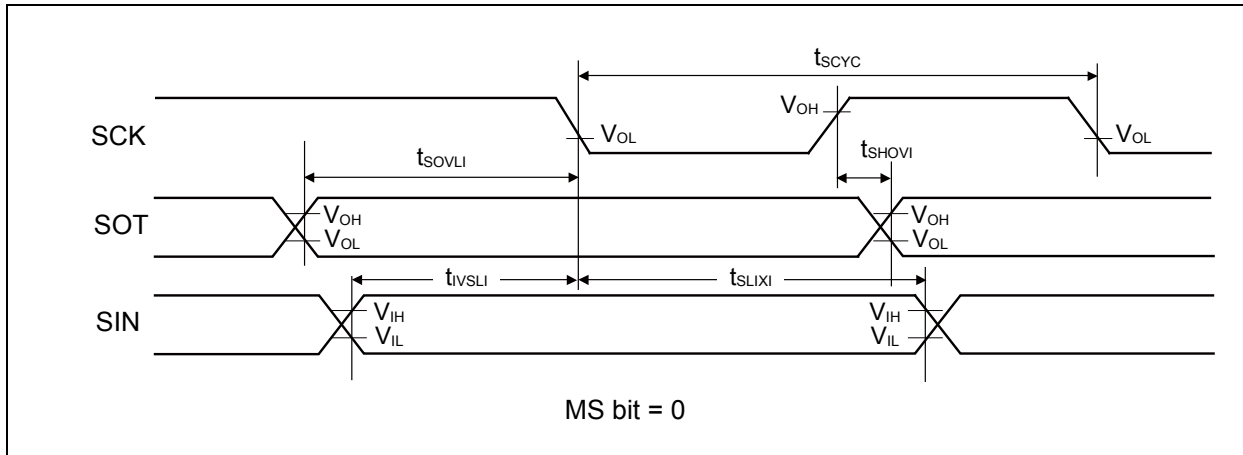 tSCYC
SCK
VOL
VOH
VOL
tSOVLI
tSHOVI
SOT
VOH
VOL
VOH
VOL
tIVSLI
tSLIXI
SIN
VIH
VIL
VIH
VIL
MS bit = 0